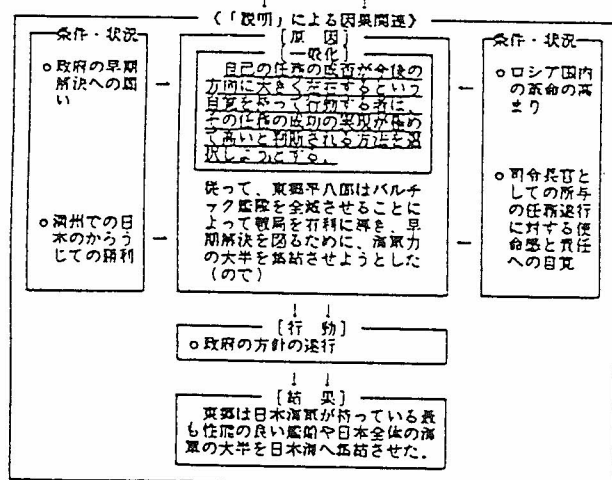 《「説明」による因果関連》
条件・状況
○政府の早期
解決への願
い
○満州での日
本のかろう
じての勝利
[原 因]
一般化
自己の任務の成否が今後の
方向に大きく左右するという
自覚を持って行動する者は、
その任務の成功の実現が極め
て高いと判断される方法を選
択しようとする。
従って、東郷平八郎はバルチ
ック艦隊を全滅させることに
よって戦局を有利に導き、早
期解決を図るために、海軍力
の大半を集結させようとした
(ので)
条件・状況
○ロシア国内
の革命の高
まり
○司令長官と
しての所与
の任務遂行
に対する使
命感と責任
への自覚
[行 動]
○政府の方針の遂行
[結 果]
東郷は日本海軍が持っている最
も性能の良い艦船や日本全体の海
軍の大半を日本海へ集結させた。